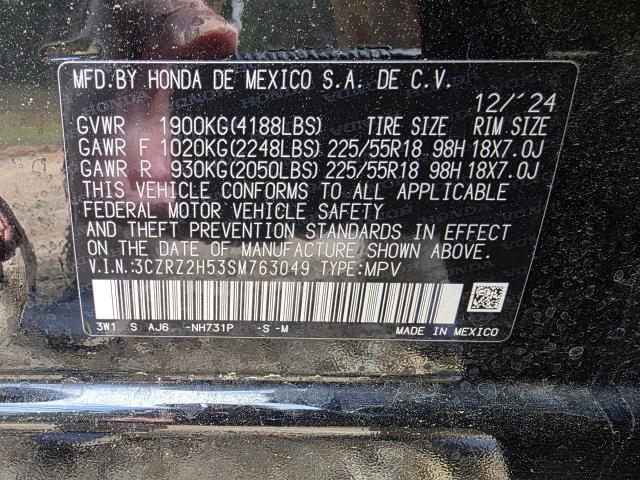 MFD.BY HONDA DE MEXICO S.A. DE C.V.
12/'24
GVWR 1900KG(4188LBS) TIRE SIZE RIM SIZE
GAWR F 1020KG(2248LBS) 225/55R18 98H 18X7.0J
GAWR R 930KG(2050LBS) 225/55R18 98H 18X7.0J
THIS VEHICLE CONFORMS TO ALL APPLICABLE
FEDERAL MOTOR VEHICLE SAFETY
AND THEFT PREVENTION STANDARDS IN EFFECT
ON THE DATE OF MANUFACTURE SHOWN ABOVE.
V.I.N.:3CZRZ2H53SM763049 TYPE:MPV
3W1 S AJ6 -NH731P -S -M
MADE IN MEXICO